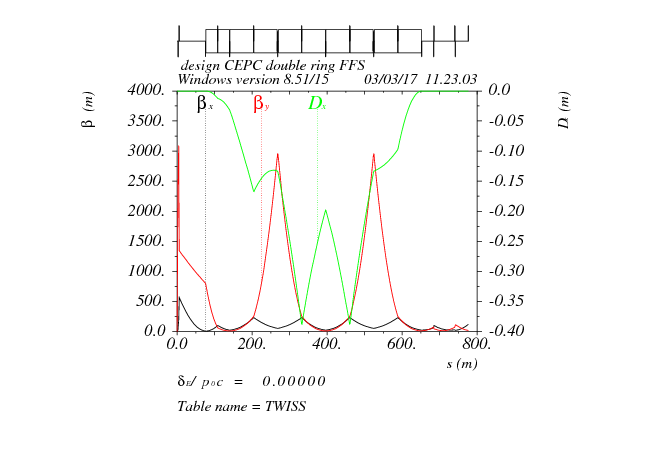 design CEPC double ring FFS
Windows version 8.51/15 03/03/17 11.23.03
4000. βx βy Dx 0.0
3500. -0.05
3000. -0.10
2500. -0.15
2000. -0.20
1500. -0.25
1000. -0.30
500. -0.35
0.0 -0.40
β (m)
D (m)
0.0 200. 400. 600. 800.
s (m)
δE/ p0c = 0.00000
Table name = TWISS